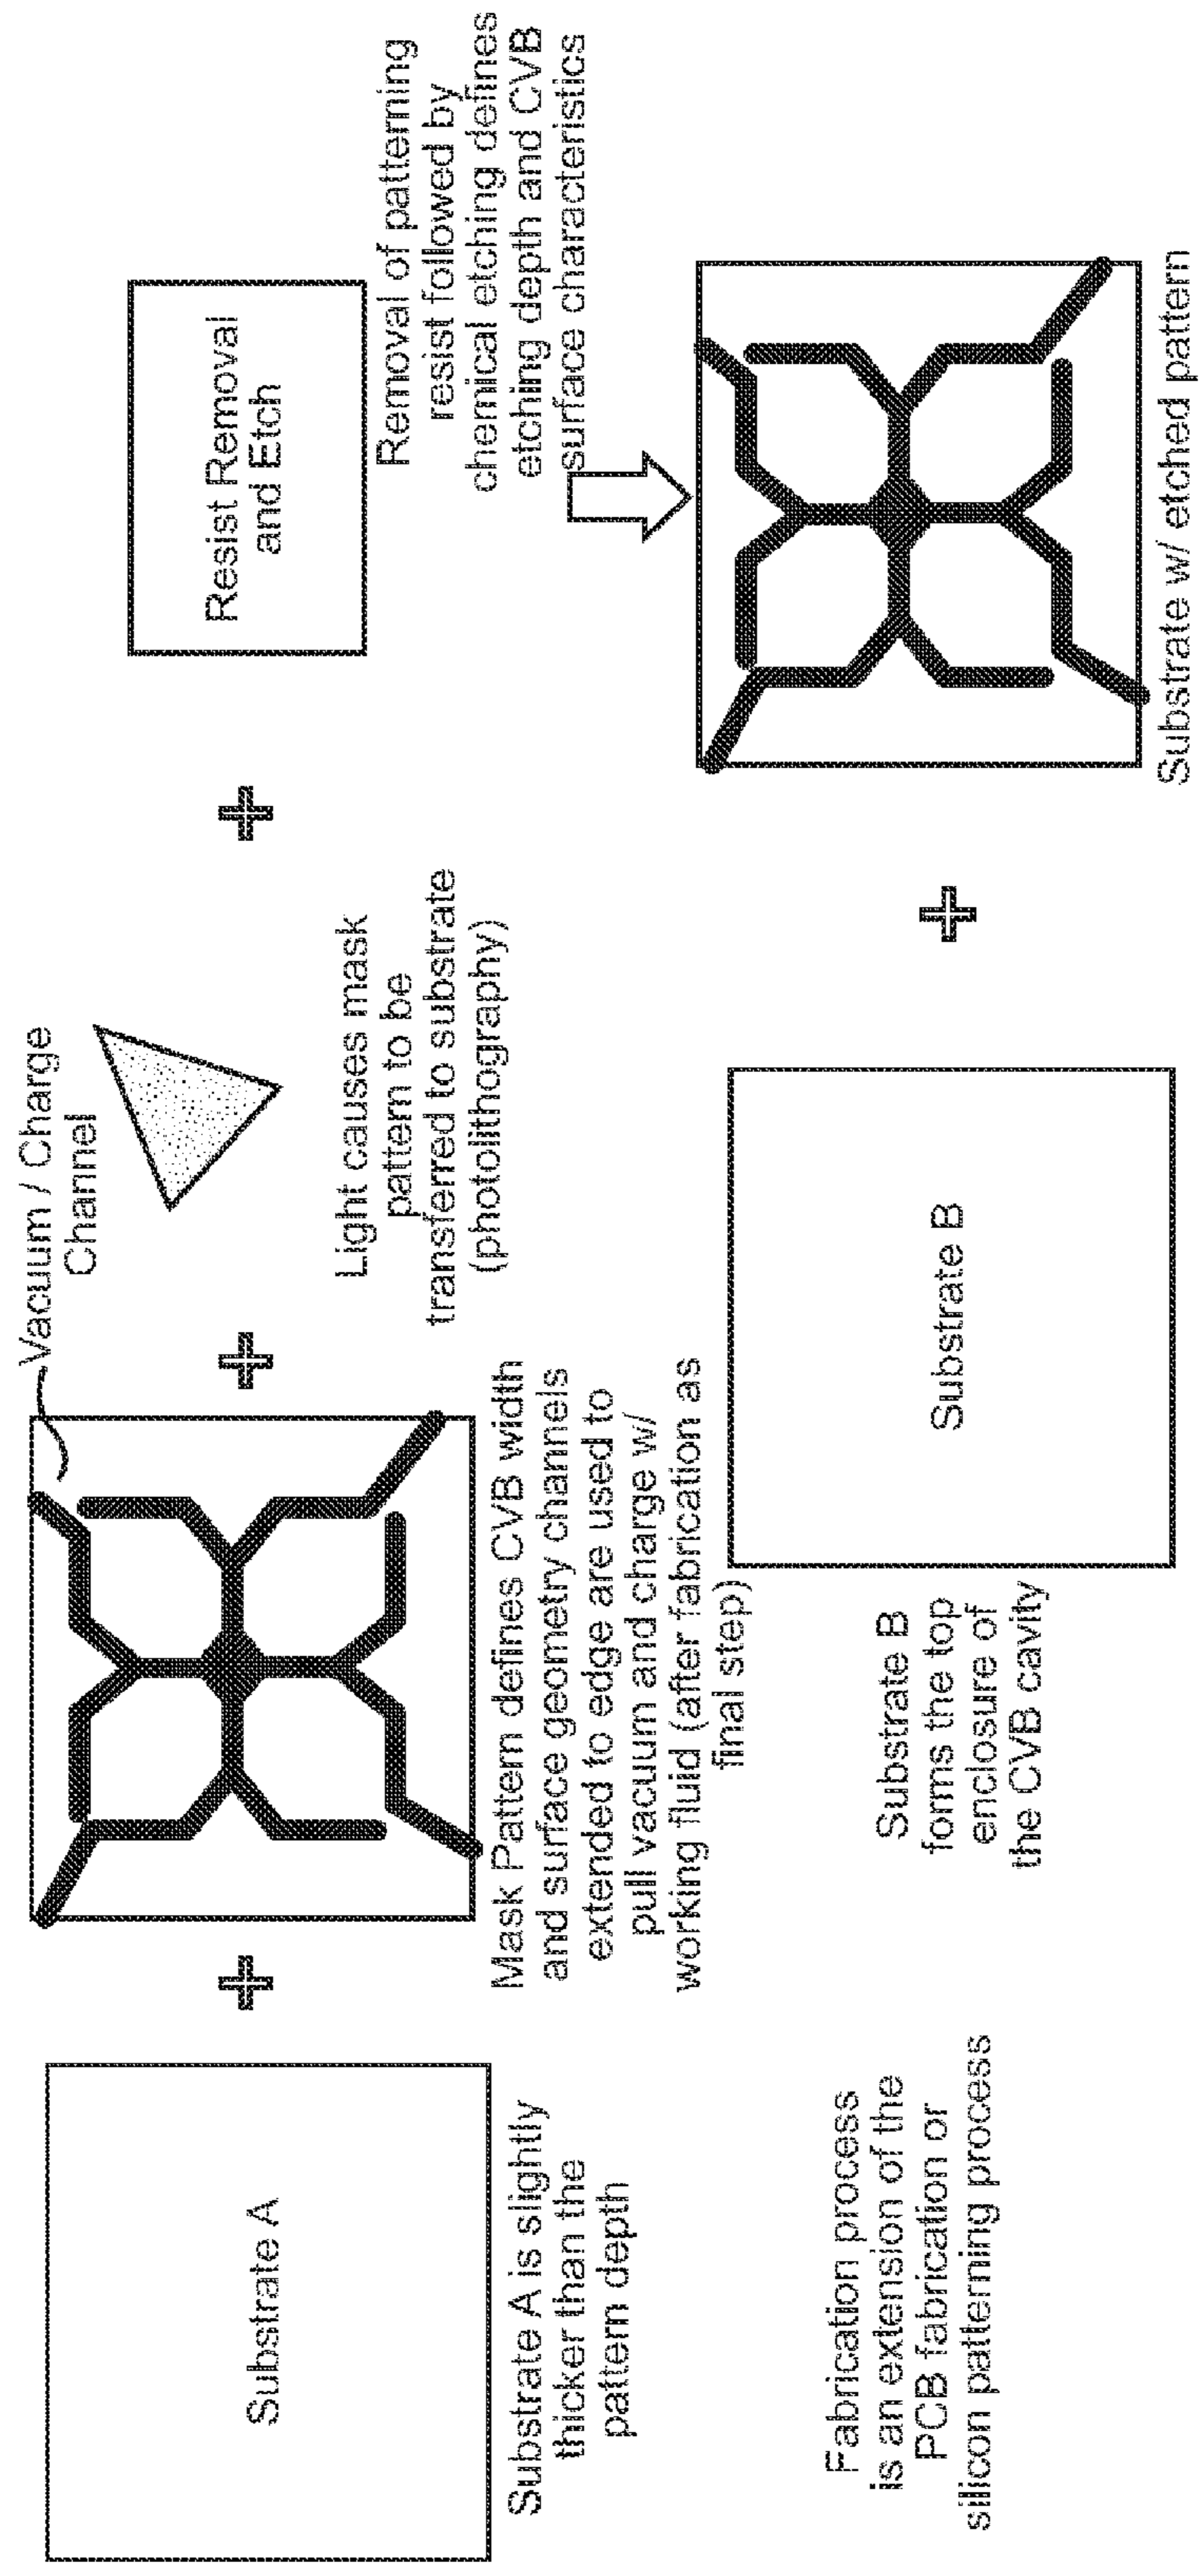 Substrate A
Substrate A is slightly
thicker than the
pattern depth
Mask Pattern defines CVB width
and surface geometry channels
extended to edge are used to
pull vacuum and charge w/
working fluid (after fabrication as
final step)
Vacuum / Charge
Channel
Light causes mask
pattern to be
transferred to substrate
(photolithography)
Resist Removal
and Etch
Removal of patterning
resist followed by
chemical etching defines
etching depth and CVB
surface characteristics
Fabrication process
is an extension of the
PCB fabrication or
silicon patterning process
Substrate B
forms the top
enclosure of
the CVB cavity
Substrate B
Substrate w/ etched pattern